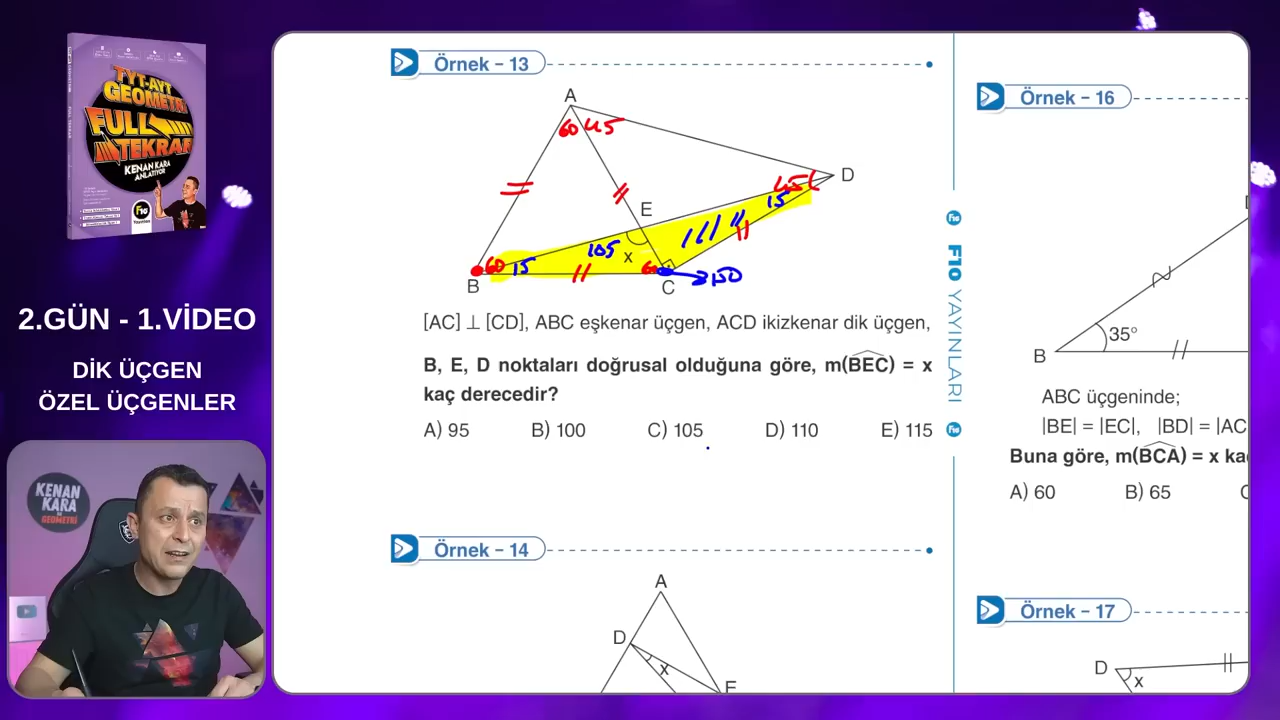 TYT-AYT
GEOMETRİ
FULL
TEKRAR
KENAN KARA
ANLATIYOR
2.GÜN - 1.VİDEO
DİK ÜÇGEN
ÖZEL ÜÇGENLER
KENAN
KARA
GEOMETRİ
Örnek - 13
A
60 45
D
45
15
E
105
x
60 15
60
150
B
C
[AC] ⊥ [CD], ABC eşkenar üçgen, ACD ikizkenar dik üçgen,
B, E, D noktaları doğrusal olduğuna göre, m(BEC) = x
kaç derecedir?
A) 95 B) 100 C) 105 D) 110 E) 115
Örnek - 14
A
D
x
E
F10 YAYINLARI
Örnek - 16
35°
B
ABC üçgeninde;
|BE| = |EC|, |BD| = |AC
Buna göre, m(BCA) = x ka
A) 60 B) 65
Örnek - 17
D
x